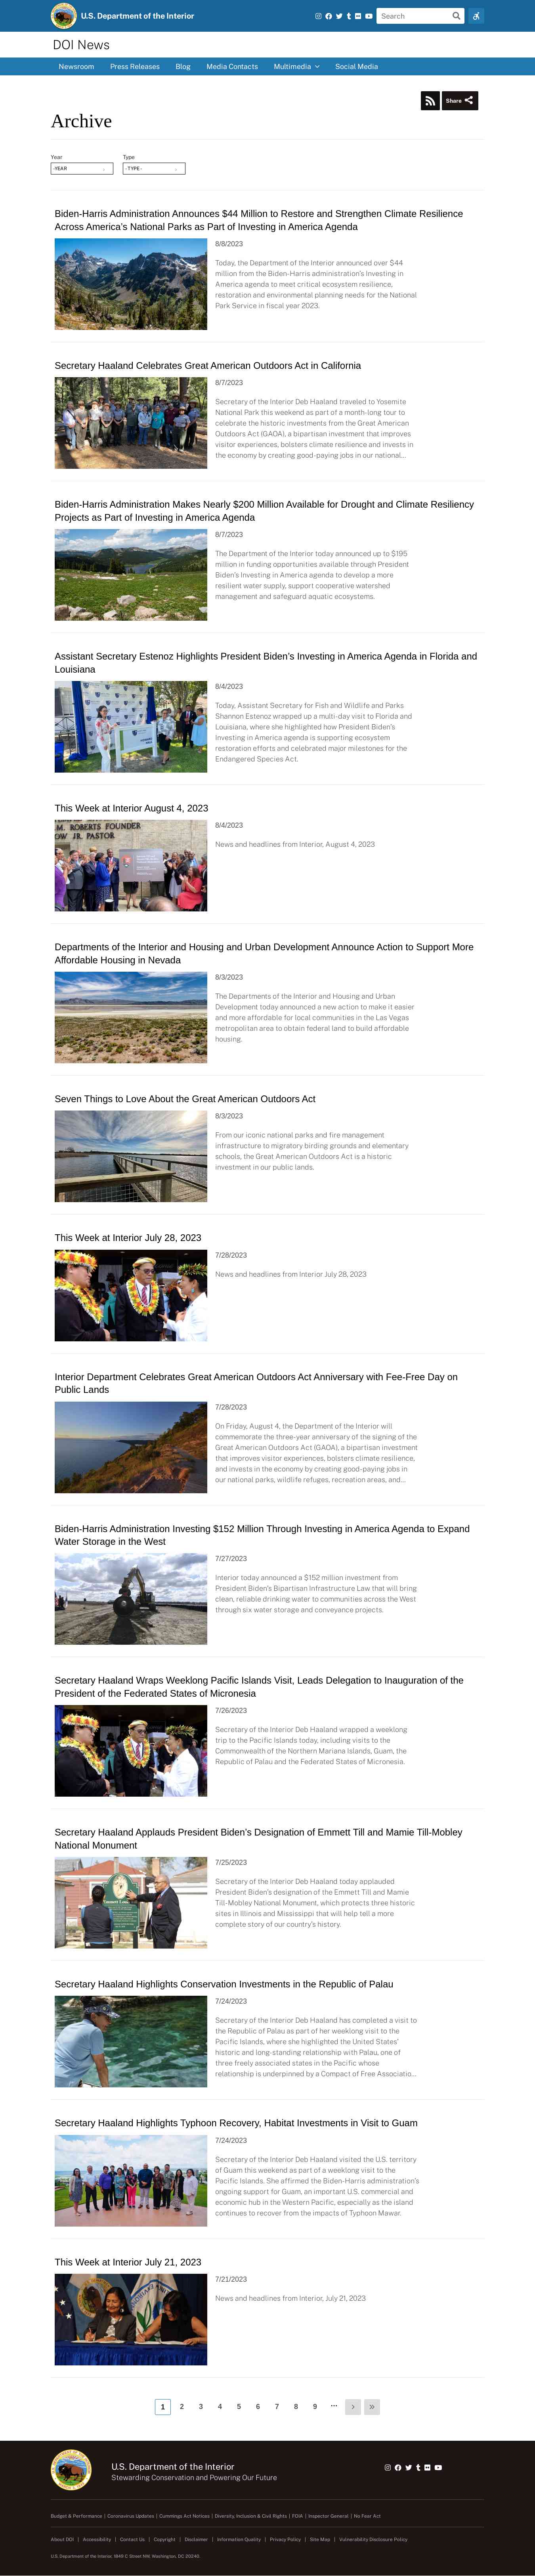 U.S. Department of the Interior
Search
DOI News
Newsroom Press Releases Blog Media Contacts Multimedia Social Media
Share
Archive
Year Type
-YEAR - TYPE -
Biden-Harris Administration Announces $44 Million to Restore and Strengthen Climate Resilience
Across America's National Parks as Part of Investing in America Agenda
8/8/2023
Today, the Department of the Interior announced over $44
million from the Biden-Harris administration's Investing in
America agenda to meet critical ecosystem resilience,
restoration and environmental planning needs for the National
Park Service in fiscal year 2023.
Secretary Haaland Celebrates Great American Outdoors Act in California
8/7/2023
Secretary of the Interior Deb Haaland traveled to Yosemite
National Park this weekend as part of a month-long tour to
celebrate the historic investments from the Great American
Outdoors Act (GAOA), a bipartisan investment that improves
visitor experiences, bolsters climate resilience and invests in
the economy by creating good-paying jobs in our national...
Biden-Harris Administration Makes Nearly $200 Million Available for Drought and Climate Resiliency
Projects as Part of Investing in America Agenda
8/7/2023
The Department of the Interior today announced up to $195
million in funding opportunities available through President
Biden's Investing in America agenda to develop a more
resilient water supply, support cooperative watershed
management and safeguard aquatic ecosystems.
Assistant Secretary Estenoz Highlights President Biden's Investing in America Agenda in Florida and
Louisiana
8/4/2023
Today, Assistant Secretary for Fish and Wildlife and Parks
Shannon Estenoz wrapped up a multi-day visit to Florida and
Louisiana, where she highlighted how President Biden's
Investing in America agenda is supporting ecosystem
restoration efforts and celebrated major milestones for the
Endangered Species Act.
This Week at Interior August 4, 2023
M. ROBERTS FOUNDER
OW JR. PASTOR
8/4/2023
News and headlines from Interior, August 4, 2023
Departments of the Interior and Housing and Urban Development Announce Action to Support More
Affordable Housing in Nevada
8/3/2023
The Departments of the Interior and Housing and Urban
Development today announced a new action to make it easier
and more affordable for local communities in the Las Vegas
metropolitan area to obtain federal land to build affordable
housing.
Seven Things to Love About the Great American Outdoors Act
8/3/2023
From our iconic national parks and fire management
infrastructure to migratory birding grounds and elementary
schools, the Great American Outdoors Act is a historic
investment in our public lands.
This Week at Interior July 28, 2023
7/28/2023
News and headlines from Interior July 28, 2023
Interior Department Celebrates Great American Outdoors Act Anniversary with Fee-Free Day on
Public Lands
7/28/2023
On Friday, August 4, the Department of the Interior will
commemorate the three-year anniversary of the signing of the
Great American Outdoors Act (GAOA), a bipartisan investment
that improves visitor experiences, bolsters climate resilience,
and invests in the economy by creating good-paying jobs in
our national parks, wildlife refuges, recreation areas, and...
Biden-Harris Administration Investing $152 Million Through Investing in America Agenda to Expand
Water Storage in the West
7/27/2023
Interior today announced a $152 million investment from
President Biden's Bipartisan Infrastructure Law that will bring
clean, reliable drinking water to communities across the West
through six water storage and conveyance projects.
Secretary Haaland Wraps Weeklong Pacific Islands Visit, Leads Delegation to Inauguration of the
President of the Federated States of Micronesia
7/26/2023
Secretary of the Interior Deb Haaland wrapped a weeklong
trip to the Pacific Islands today, including visits to the
Commonwealth of the Northern Mariana Islands, Guam, the
Republic of Palau and the Federated States of Micronesia.
Secretary Haaland Applauds President Biden's Designation of Emmett Till and Mamie Till-Mobley
National Monument
7/25/2023
Secretary of the Interior Deb Haaland today applauded
President Biden's designation of the Emmett Till and Mamie
Till-Mobley National Monument, which protects three historic
sites in Illinois and Mississippi that will help tell a more
complete story of our country's history.
Secretary Haaland Highlights Conservation Investments in the Republic of Palau
7/24/2023
Secretary of the Interior Deb Haaland has completed a visit to
the Republic of Palau as part of her weeklong visit to the
Pacific Islands, where she highlighted the United States'
historic and long-standing relationship with Palau, one of
three freely associated states in the Pacific whose
relationship is underpinned by a Compact of Free Associatio...
Secretary Haaland Highlights Typhoon Recovery, Habitat Investments in Visit to Guam
7/24/2023
Secretary of the Interior Deb Haaland visited the U.S. territory
of Guam this weekend as part of a weeklong visit to the
Pacific Islands. She affirmed the Biden-Harris administration's
ongoing support for Guam, an important U.S. commercial and
economic hub in the Western Pacific, especially as the island
continues to recover from the impacts of Typhoon Mawar.
This Week at Interior July 21, 2023
7/21/2023
News and headlines from Interior, July 21, 2023
1 2 3 4 5 6 7 8 9 ... › »
U.S. Department of the Interior
Stewarding Conservation and Powering Our Future
Budget & Performance | Coronavirus Updates | Cummings Act Notices | Diversity, Inclusion & Civil Rights | FOIA | Inspector General | No Fear Act
About DOI | Accessibility | Contact Us | Copyright | Disclaimer | Information Quality | Privacy Policy | Site Map | Vulnerability Disclosure Policy
U.S. Department of the Interior, 1849 C Street NW, Washington, DC 20240.